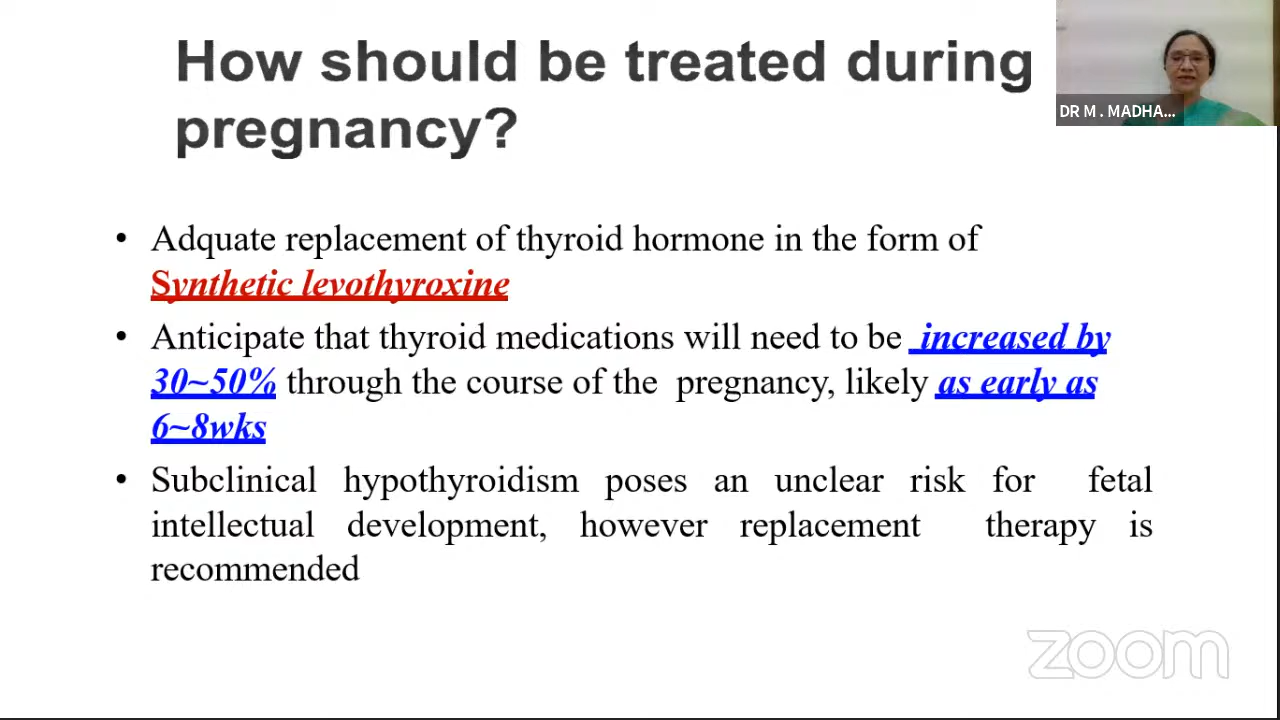 How should be treated during
pregnancy?
DR M . MADHA...
• Adquate replacement of thyroid hormone in the form of
Synthetic levothyroxine
• Anticipate that thyroid medications will need to be increased by
30~50% through the course of the pregnancy, likely as early as
6~8wks
• Subclinical hypothyroidism poses an unclear risk for fetal
intellectual development, however replacement therapy is
recommended
zoom